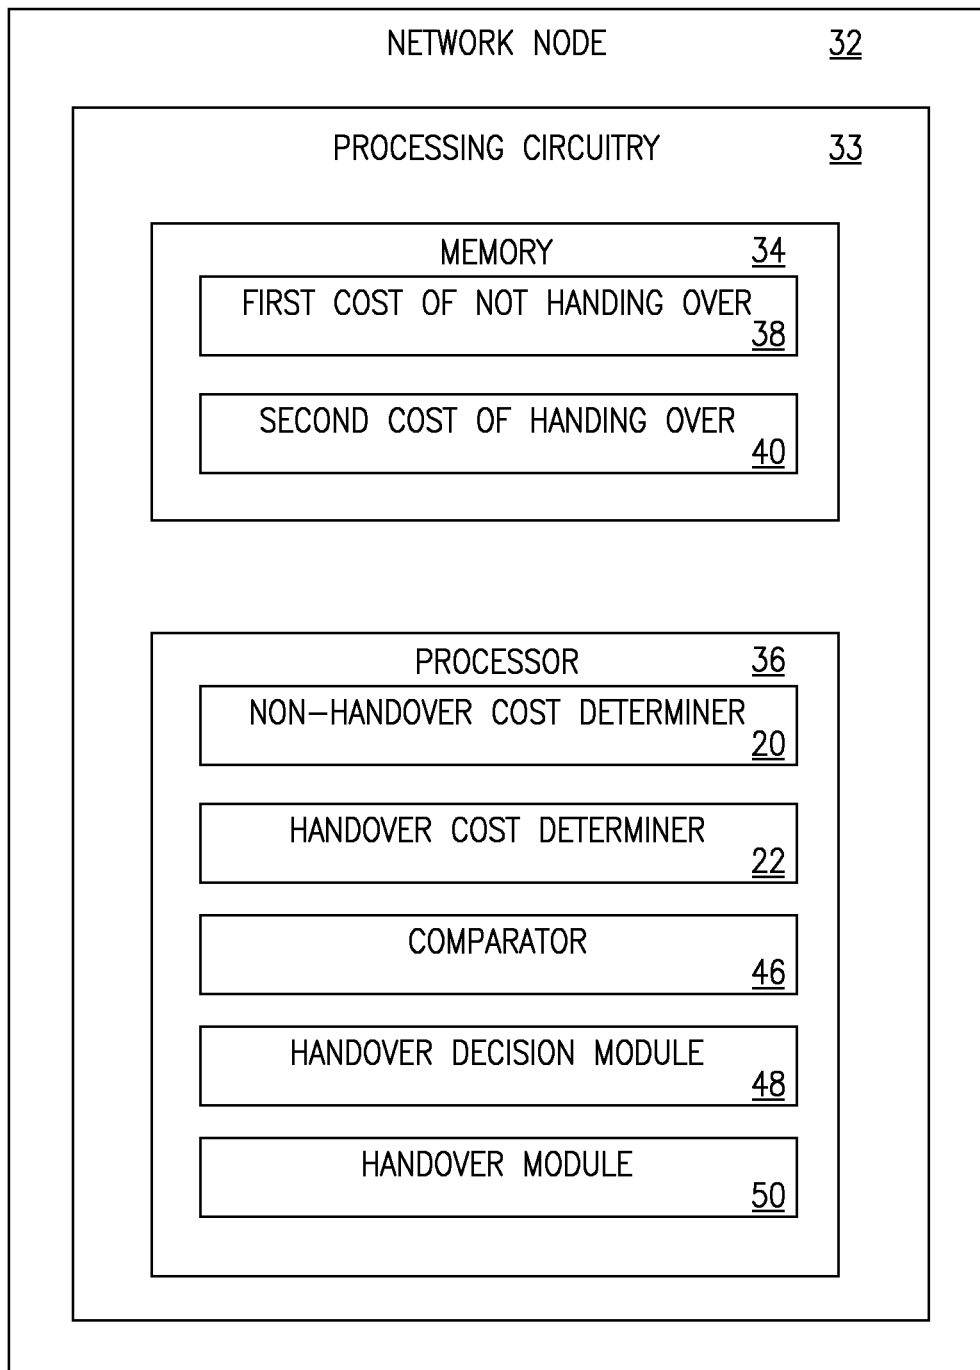 NETWORK NODE 32
PROCESSING CIRCUITRY 33
MEMORY 34
FIRST COST OF NOT HANDING OVER
38
SECOND COST OF HANDING OVER
40
PROCESSOR 36
NON-HANDOVER COST DETERMINER
20
HANDOVER COST DETERMINER
22
COMPARATOR
46
HANDOVER DECISION MODULE
48
HANDOVER MODULE
50